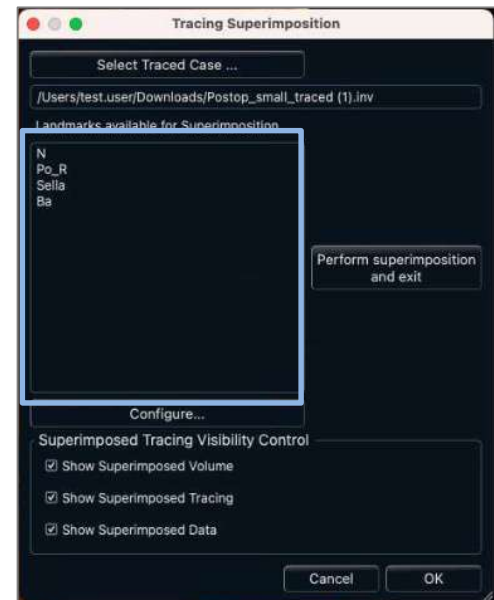 Tracing Superimposition
Select Traced Case ...
/Users/test.user/Downloads/Postop_small_traced (1).inv
Landmarks available for Superimposition
N
Po_R
Sella
Ba
Perform superimposition
and exit
Configure...
Superimposed Tracing Visibility Control
Show Superimposed Volume
Show Superimposed Tracing
Show Superimposed Data
Cancel
OK